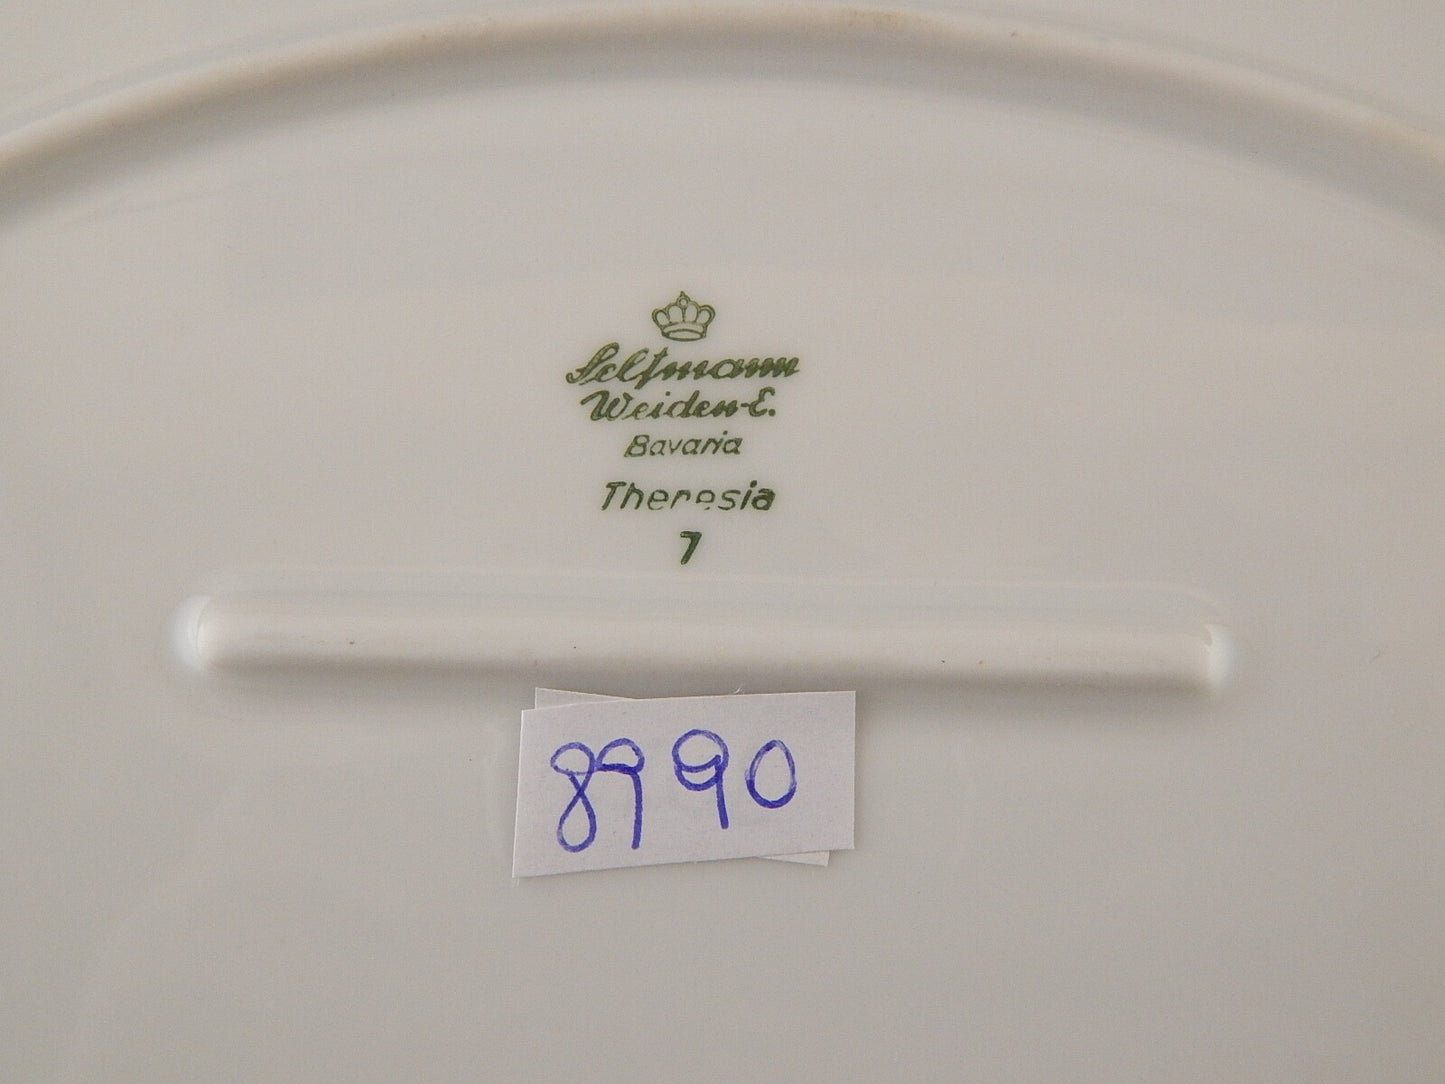 Seltmann
Weiden-E.
Bavaria
Theresia
7
8990